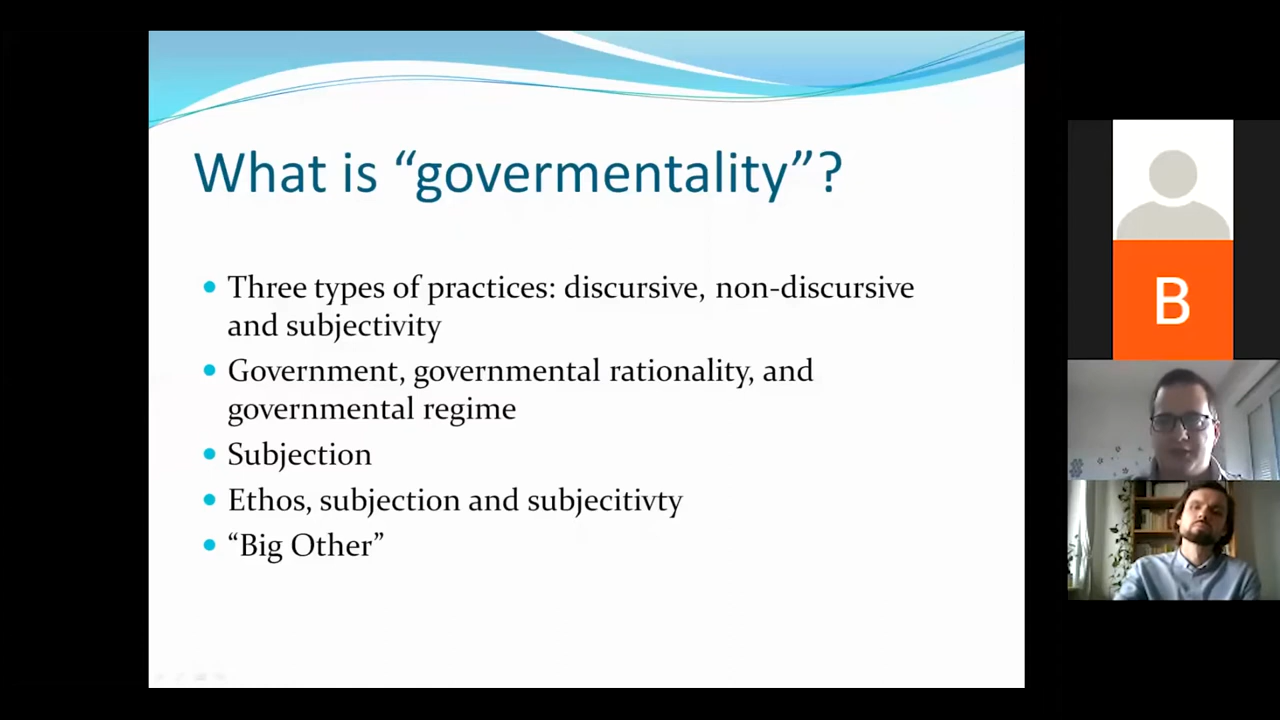 What is “govermentality”?
Three types of practices: discursive, non-discursive
and subjectivity
Government, governmental rationality, and
governmental regime
Subjection
Ethos, subjection and subjecitivty
“Big Other”
B